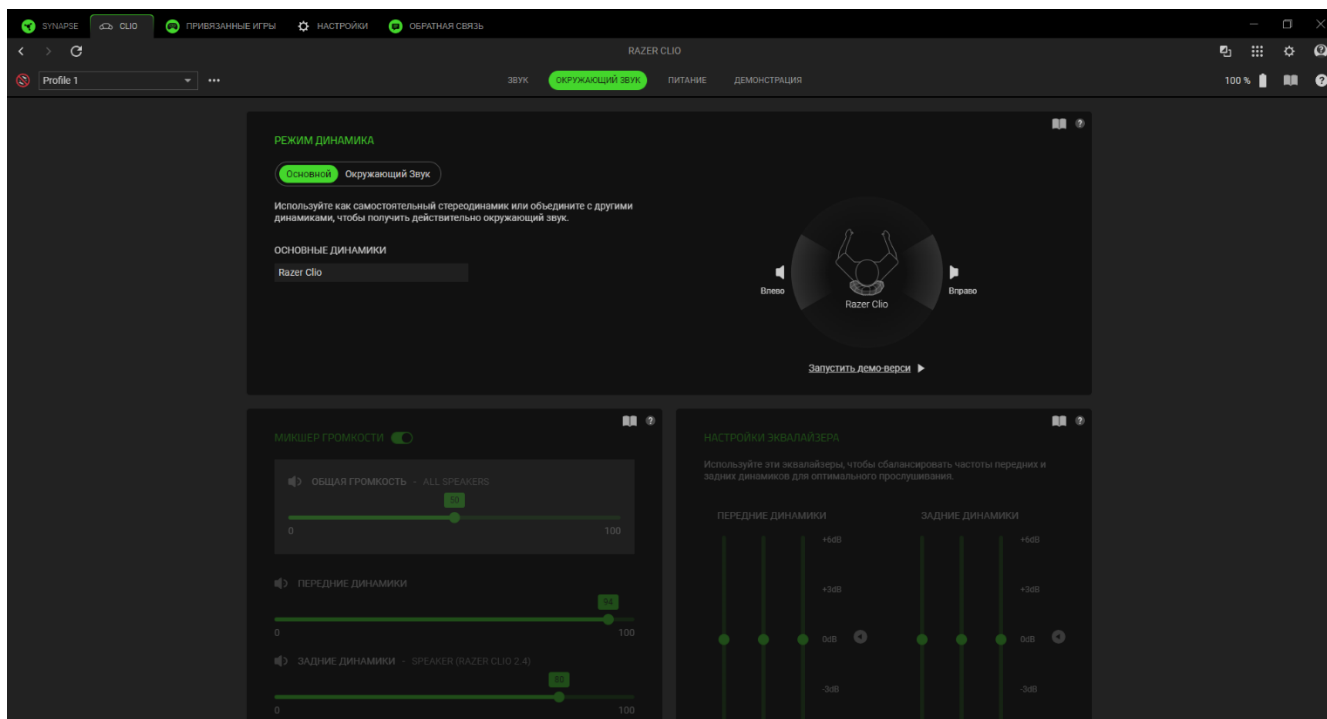 SYNAPSE CLIO ПРИВЯЗАННЫЕ ИГРЫ НАСТРОЙКИ ОБРАТНАЯ СВЯЗЬ
RAZER CLIO
Profile 1 ЗВУК ОКРУЖАЮЩИЙ ЗВУК ПИТАНИЕ ДЕМОНСТРАЦИЯ 100 %
РЕЖИМ ДИНАМИКА
Основной Окружающий Звук
Используйте как самостоятельный стереодинамик или объедините с другими
динамиками, чтобы получить действительно окружающий звук.
ОСНОВНЫЕ ДИНАМИКИ
Razer Clio
Влево
Вправо
Razer Clio
Запустить демо-верси
МИКШЕР ГРОМКОСТИ
ОБЩАЯ ГРОМКОСТЬ - ALL SPEAKERS
50
0 100
ПЕРЕДНИЕ ДИНАМИКИ
94
0 100
ЗАДНИЕ ДИНАМИКИ - SPEAKER (RAZER CLIO 2.4)
80
0 100
НАСТРОЙКИ ЭКВАЛАЙЗЕРА
Используйте эти эквалайзеры, чтобы сбалансировать частоты передних и
задних динамиков для оптимального прослушивания.
ПЕРЕДНИЕ ДИНАМИКИ ЗАДНИЕ ДИНАМИКИ
+6dB +6dB
+3dB +3dB
0dB 0dB
-3dB -3dB